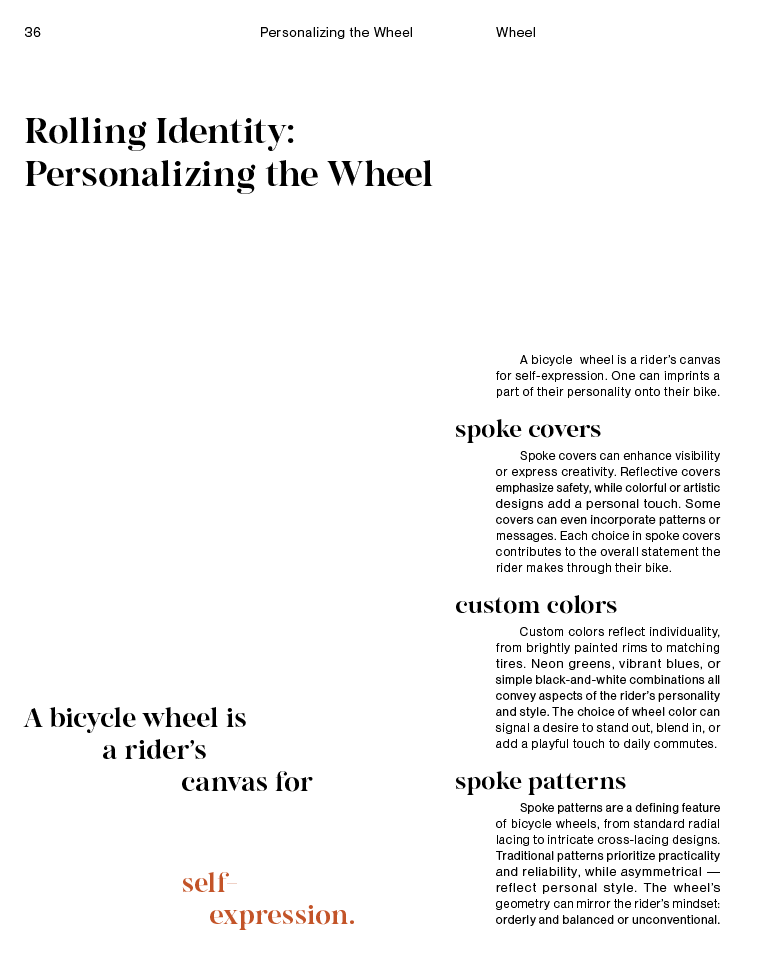 36 Personalizing the Wheel Wheel
Rolling Identity:
Personalizing the Wheel
A bicycle wheel is
a rider’s
canvas for
self-
expression.
A bicycle wheel is a rider’s canvas
for self-expression. One can imprints a
part of their personality onto their bike.
spoke covers
Spoke covers can enhance visibility
or express creativity. Reflective covers
emphasize safety, while colorful or artistic
designs add a personal touch. Some
covers can even incorporate patterns or
messages. Each choice in spoke covers
contributes to the overall statement the
rider makes through their bike.
custom colors
Custom colors reflect individuality,
from brightly painted rims to matching
tires. Neon greens, vibrant blues, or
simple black-and-white combinations all
convey aspects of the rider’s personality
and style. The choice of wheel color can
signal a desire to stand out, blend in, or
add a playful touch to daily commutes.
spoke patterns
Spoke patterns are a defining feature
of bicycle wheels, from standard radial
lacing to intricate cross-lacing designs.
Traditional patterns prioritize practicality
and reliability, while asymmetrical —
reflect personal style. The wheel’s
geometry can mirror the rider’s mindset:
orderly and balanced or unconventional.